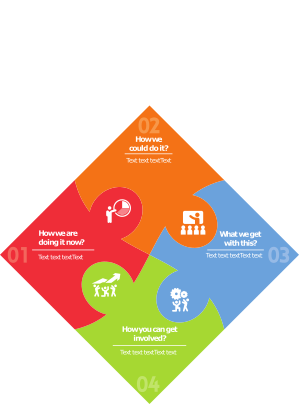 02
How we
could do it?
Text text textText
How we are
doing it now?
01
Text text textText
What we get
with this?
Text text textText text
03
How you can get
involved?
Text text textText text
04